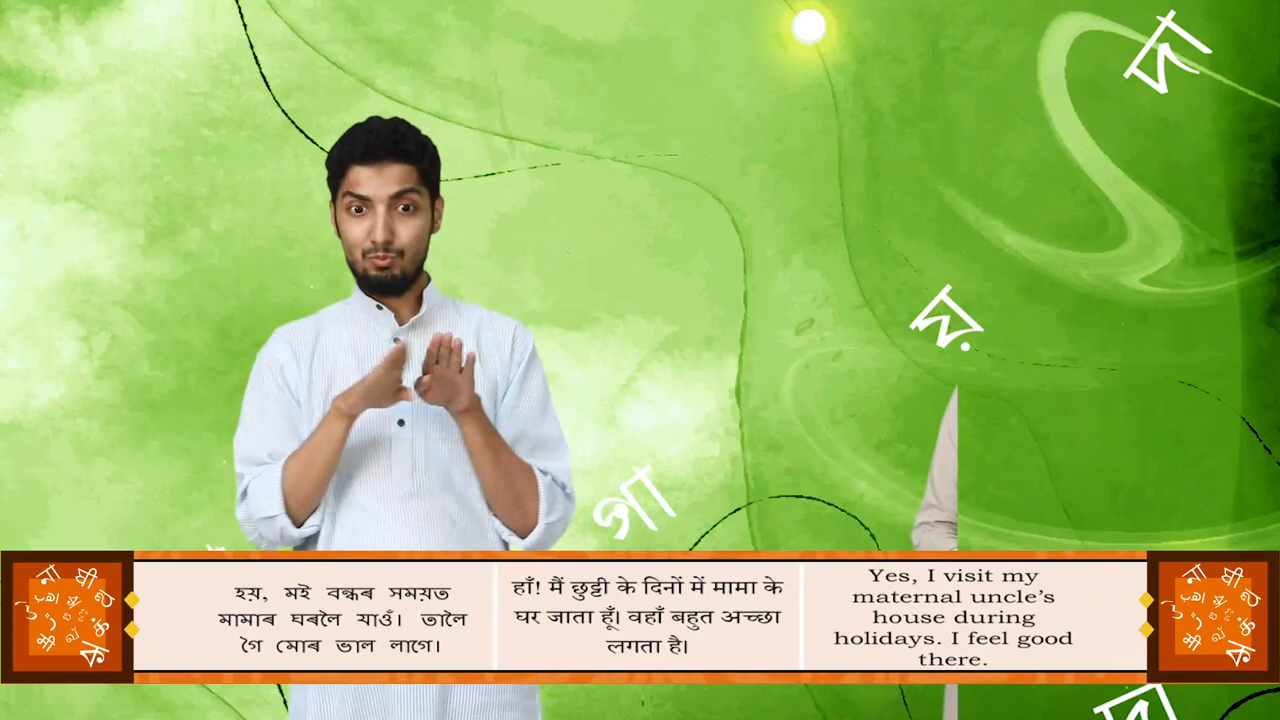 দা
য়
গা
হয়, মই বন্ধৰ সময়ত
মামাৰ ঘৰলৈ যাওঁ। তালৈ
গৈ মোৰ ভাল লাগে।
हाँ! मैं छुट्टी के दिनों में मामा के
घर जाता हूँ। वहाँ बहुत अच्छा
लगता है।
Yes, I visit my
maternal uncle's
house during
holidays. I feel good
there.